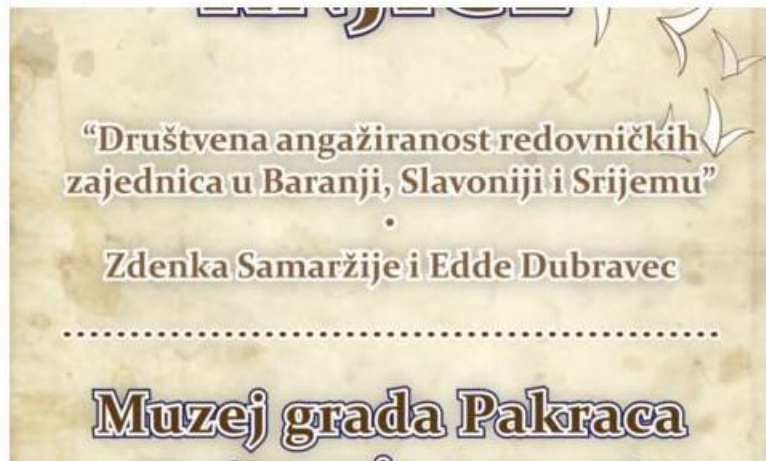 “Društvena angažiranost redovničkih
zajednica u Baranji, Slavoniji i Srijemu”
•
Zdenka Samaržije i Edde Dubravec
Muzej grada Pakraca